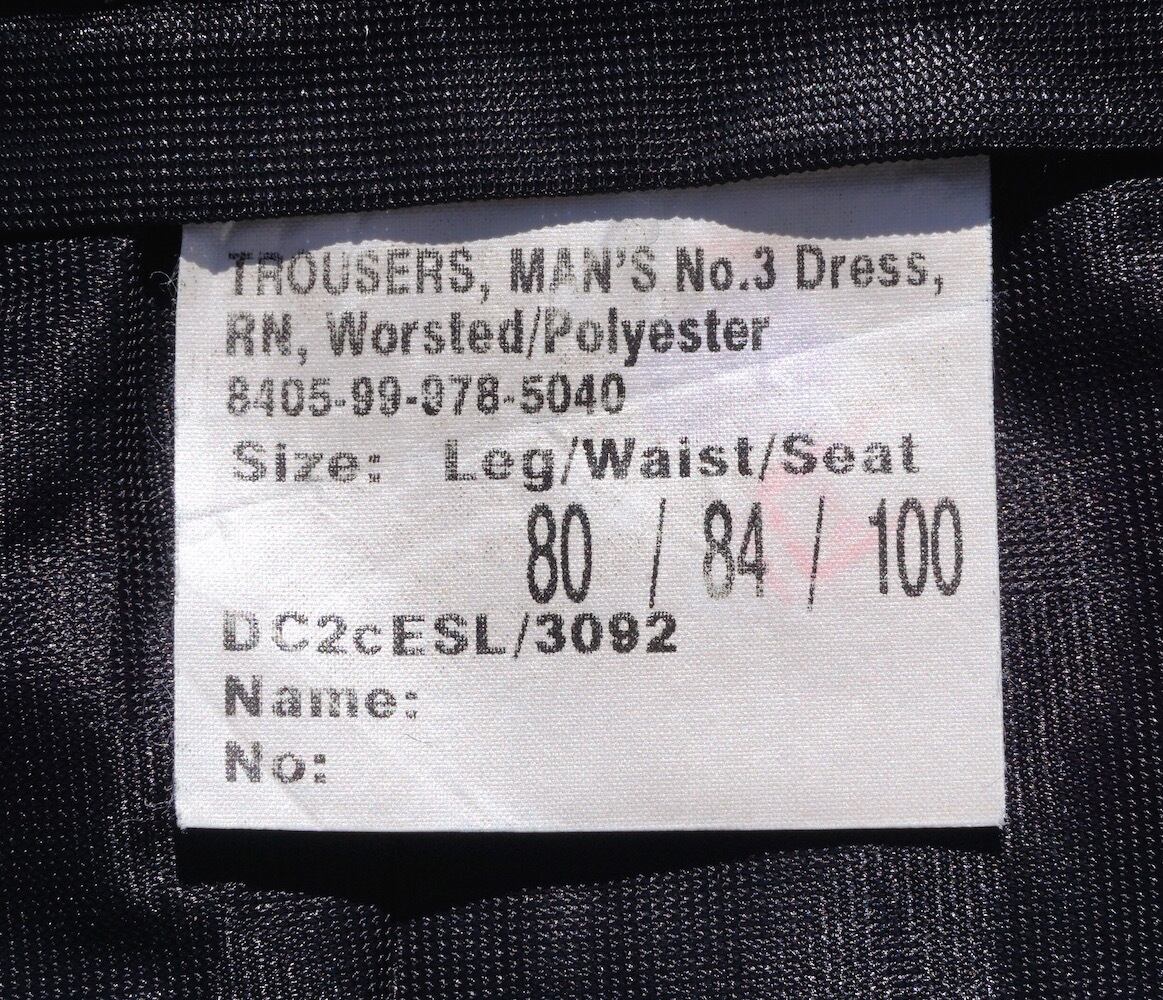 TROUSERS, MAN'S No.3 Dress,
RN, Worsted/Polyester
8405-99-978-5040
Size: Leg/Waist/Seat
80 / 84 / 100
DC2cESL/3092
Name:
No: